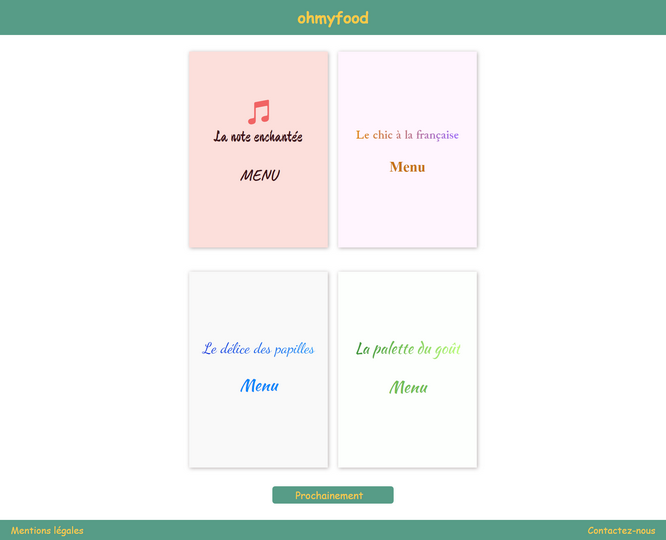 ohmyfood
La note enchantée
MENU
Le chic à la française
Menu
Le délice des papilles
Menu
La palette du goût
Menu
Prochainement
Mentions légales
Contactez-nous